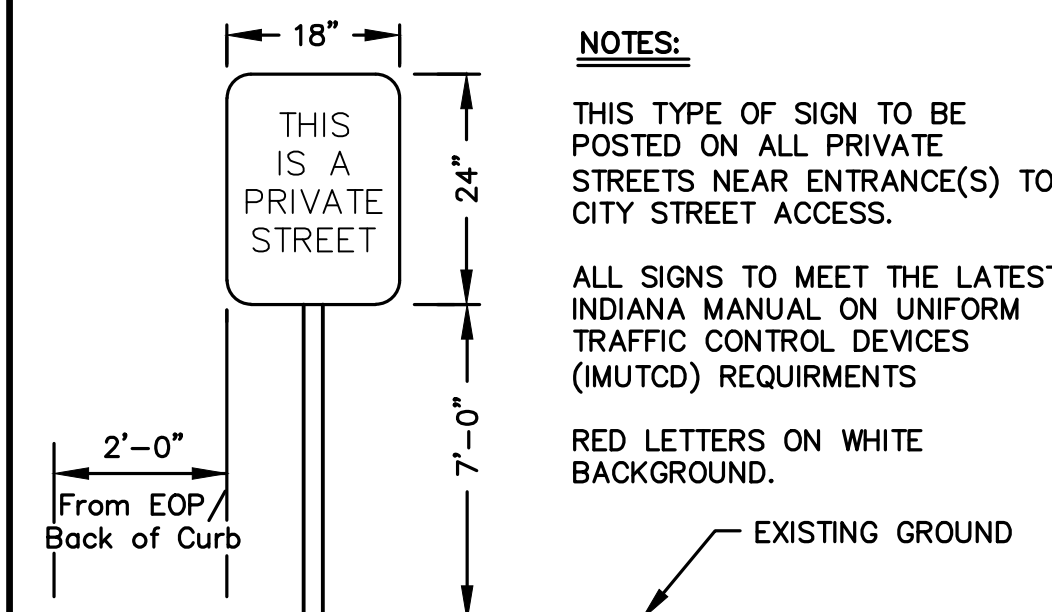 18"
THIS
IS A
PRIVATE
STREET
24"
7'-0"
2'-0"
From EOP/
Back of Curb
NOTES:
THIS TYPE OF SIGN TO BE
POSTED ON ALL PRIVATE
STREETS NEAR ENTRANCE(S) TO
CITY STREET ACCESS.
ALL SIGNS TO MEET THE LATEST
INDIANA MANUAL ON UNIFORM
TRAFFIC CONTROL DEVICES
(IMUTCD) REQUIRMENTS
RED LETTERS ON WHITE
BACKGROUND.
EXISTING GROUND